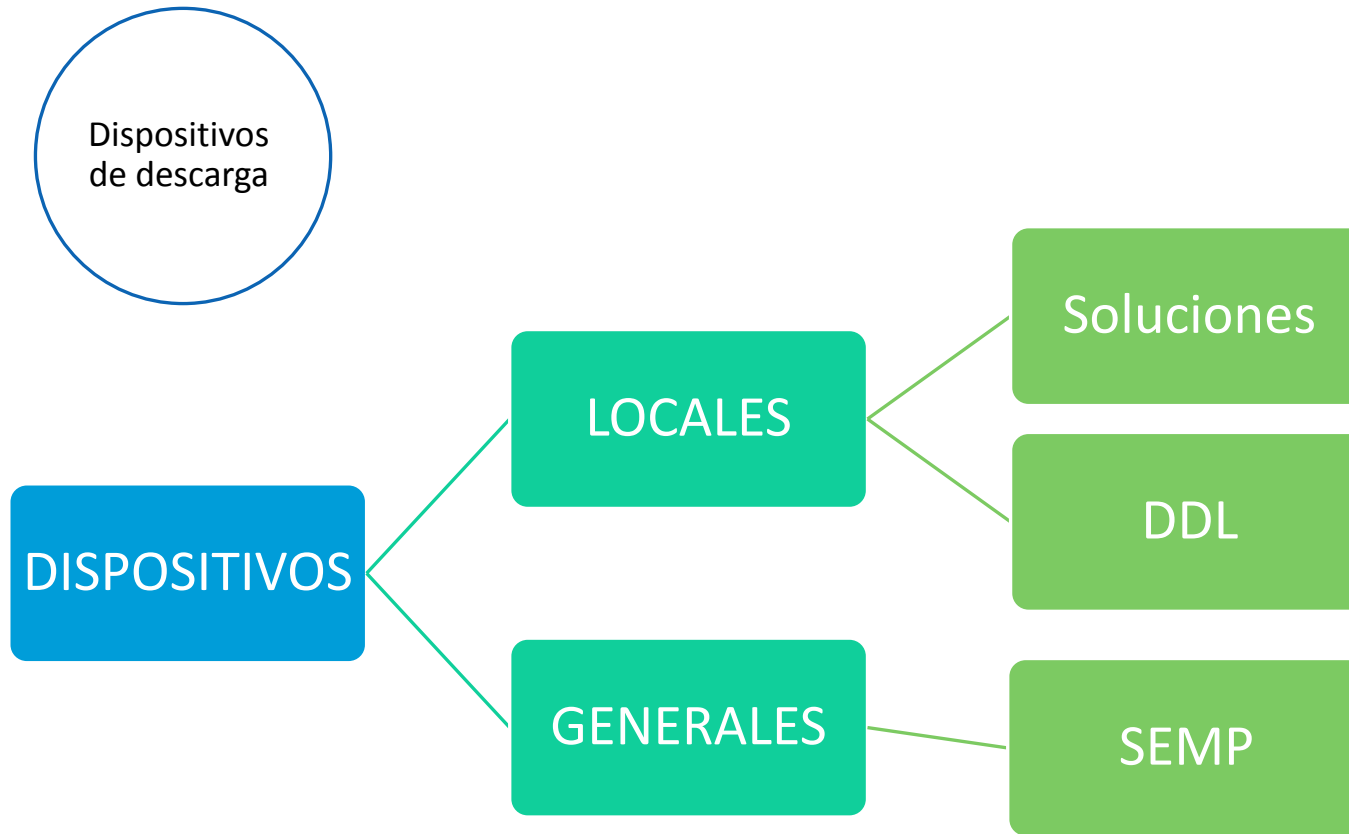 Dispositivos
de descarga
Soluciones
LOCALES
DDL
DISPOSITIVOS
GENERALES
SEMP